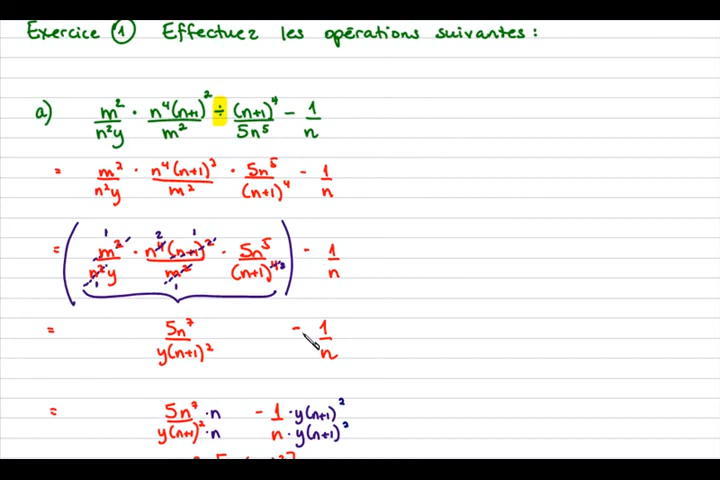 Exercice ① Effectuez les opérations suivantes :
a) m²/n²y · n⁴(n+1)²/m² ÷ (n+1)⁴/5n⁵ − 1/n
= m²/n²y · n⁴(n+1)²/m² · 5n⁵/(n+1)⁴ − 1/n
= ( m²/n²y · n⁴(n+1)²/m² · 5n⁵/(n+1)⁴ ) − 1/n
= 5n⁷/y(n+1)² − 1/n
= 5n⁷·n/y(n+1)²·n − 1·y(n+1)²/n·y(n+1)²